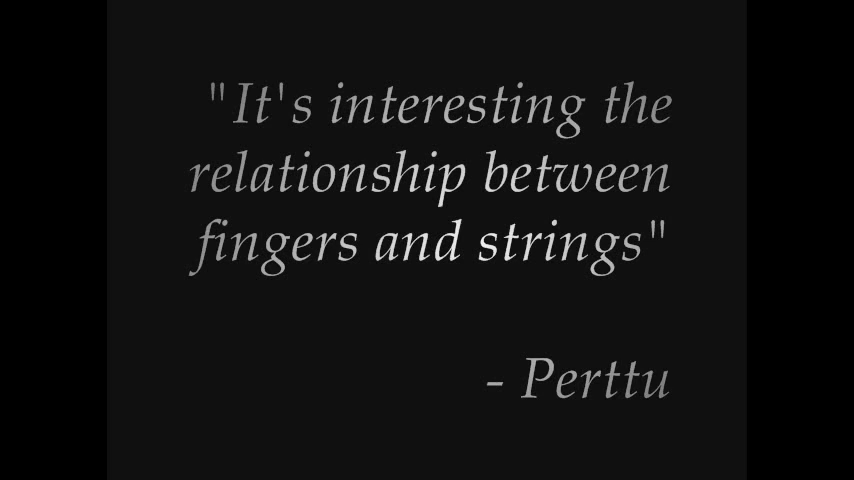 "It's interesting the
relationship between
fingers and strings"
- Perttu